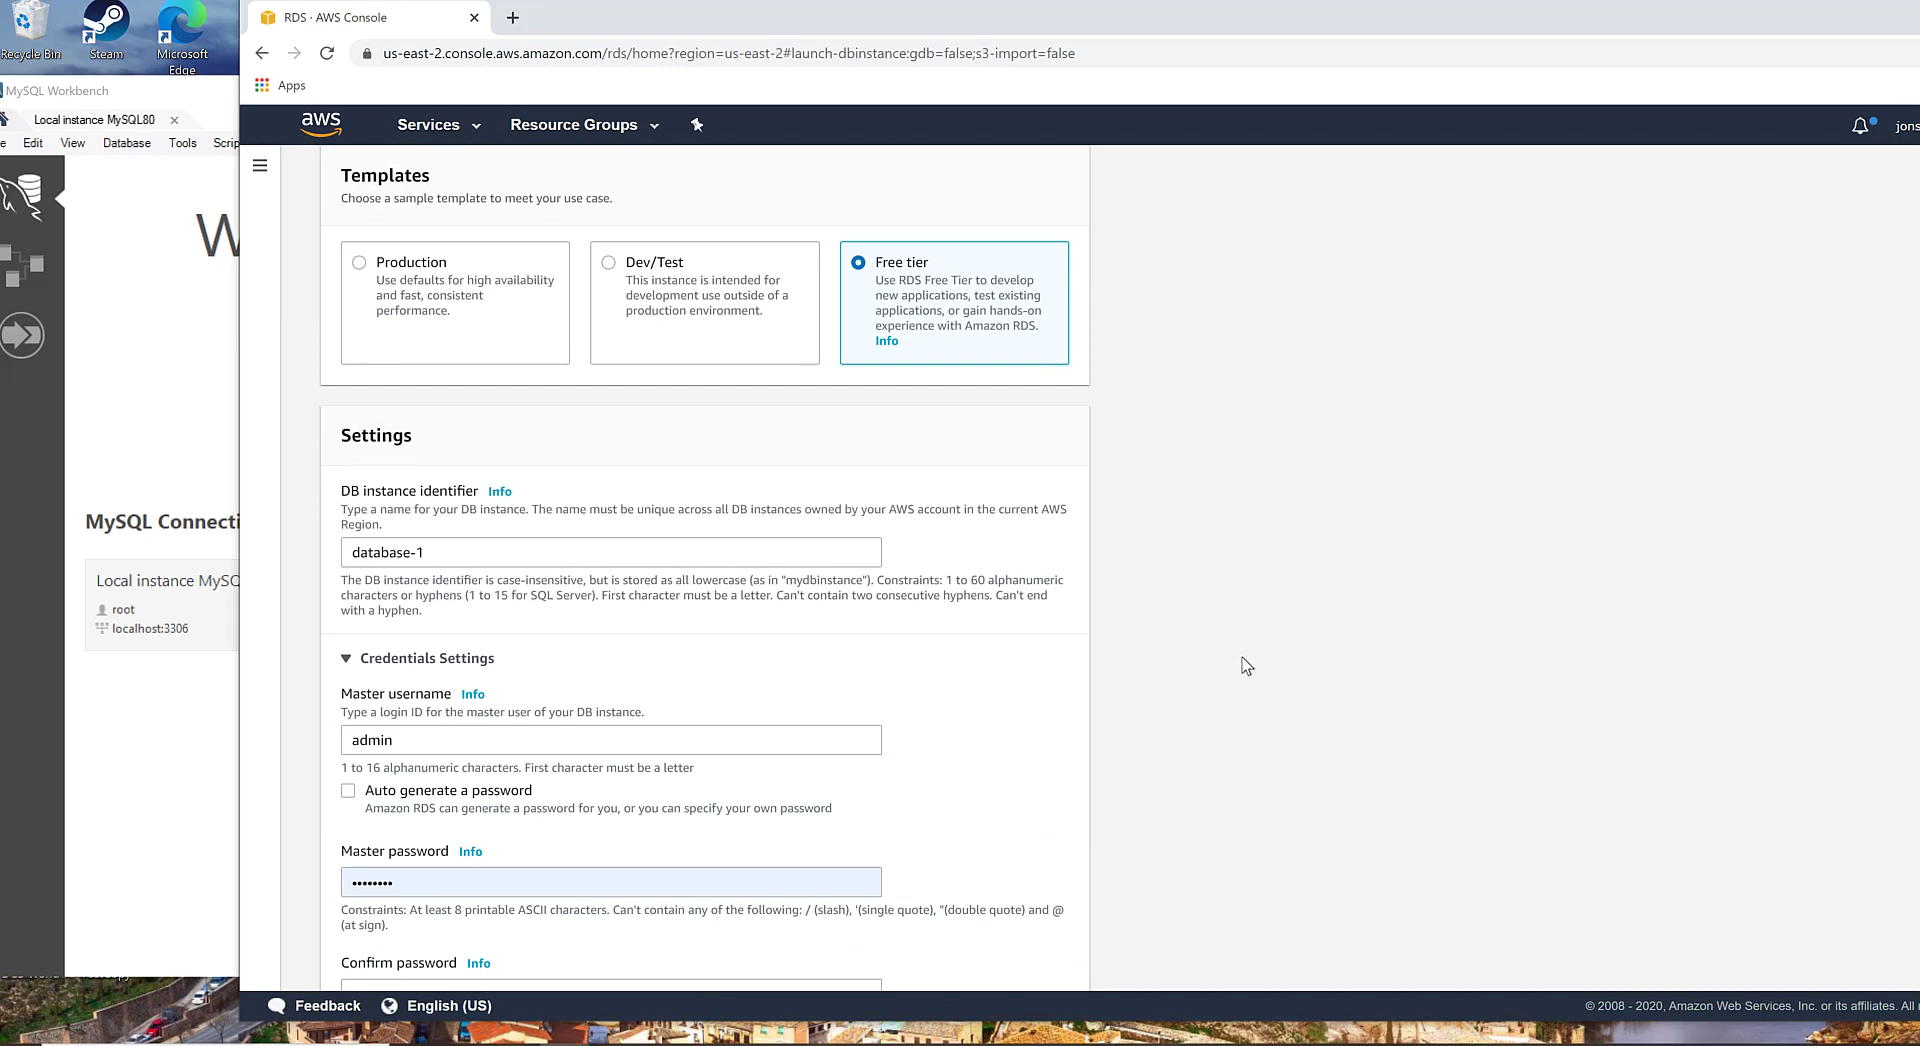 Recycle Bin
Steam
Microsoft
Edge
MySQL Workbench
Local instance MySQL80
Edit View Database Tools Scrip
W
MySQL Connecti
Local instance MySQ
root
localhost:3306
RDS · AWS Console
us-east-2.console.aws.amazon.com/rds/home?region=us-east-2#launch-dbinstance:gdb=false;s3-import=false
Apps
aws
Services
Resource Groups
jons
Templates
Choose a sample template to meet your use case.
Production
Use defaults for high availability
and fast, consistent
performance.
Dev/Test
This instance is intended for
development use outside of a
production environment.
Free tier
Use RDS Free Tier to develop
new applications, test existing
applications, or gain hands-on
experience with Amazon RDS.
Info
Settings
DB instance identifier Info
Type a name for your DB instance. The name must be unique across all DB instances owned by your AWS account in the current AWS
Region.
database-1
The DB instance identifier is case-insensitive, but is stored as all lowercase (as in "mydbinstance"). Constraints: 1 to 60 alphanumeric
characters or hyphens (1 to 15 for SQL Server). First character must be a letter. Can't contain two consecutive hyphens. Can't end
with a hyphen.
Credentials Settings
Master username Info
Type a login ID for the master user of your DB instance.
admin
1 to 16 alphanumeric characters. First character must be a letter
Auto generate a password
Amazon RDS can generate a password for you, or you can specify your own password
Master password Info
••••••••
Constraints: At least 8 printable ASCII characters. Can't contain any of the following: / (slash), '(single quote), "(double quote) and @
(at sign).
Confirm password Info
Feedback
English (US)
© 2008 - 2020, Amazon Web Services, Inc. or its affiliates. All